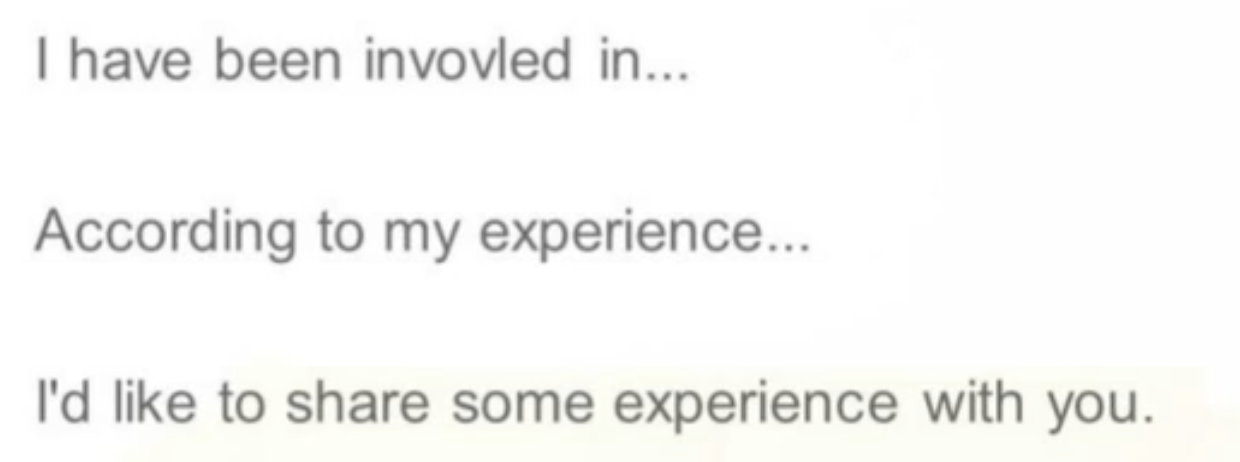 I have been invovled in...
According to my experience...
I'd like to share some experience with you.